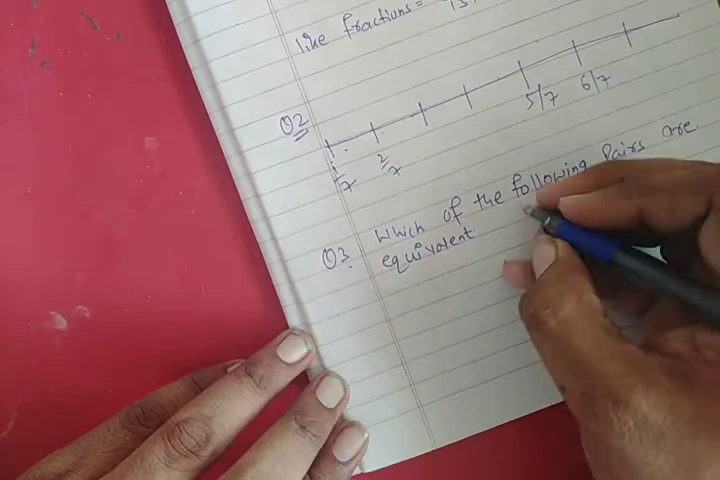 like fractions = 15,
Q2
1/7 2/7 5/7 6/7
Q3. Which of the following Pairs are
equivalent